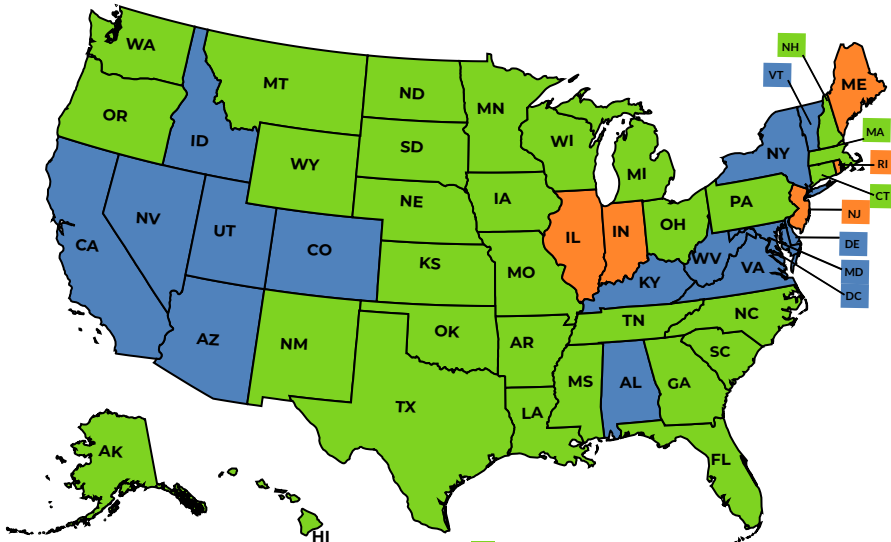 WA
OR
CA
NV
ID
MT
WY
UT
CO
AZ
NM
ND
SD
NE
KS
OK
TX
MN
IA
MO
AR
LA
WI
IL
IN
MI
OH
KY
TN
MS
AL
GA
FL
SC
NC
VA
WV
PA
NY
ME
NH
VT
MA
RI
CT
NJ
DE
MD
DC
AK
HI